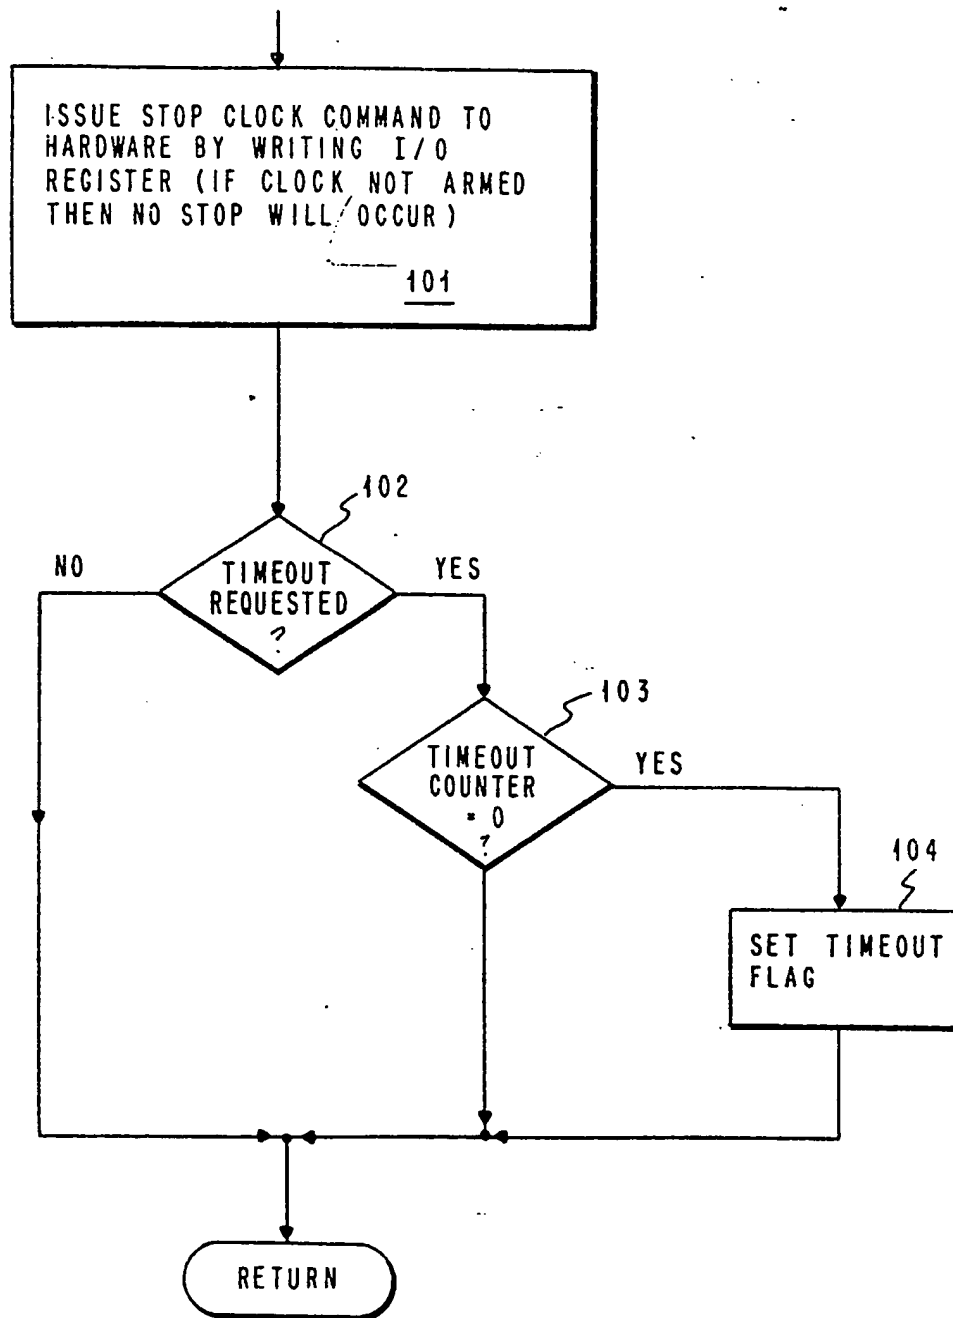 ISSUE STOP CLOCK COMMAND TO
HARDWARE BY WRITING I/O
REGISTER (IF CLOCK NOT ARMED
THEN NO STOP WILL OCCUR)
101
102
NO
TIMEOUT
REQUESTED
?
YES
103
TIMEOUT
COUNTER
= 0
?
YES
104
SET TIMEOUT
FLAG
RETURN